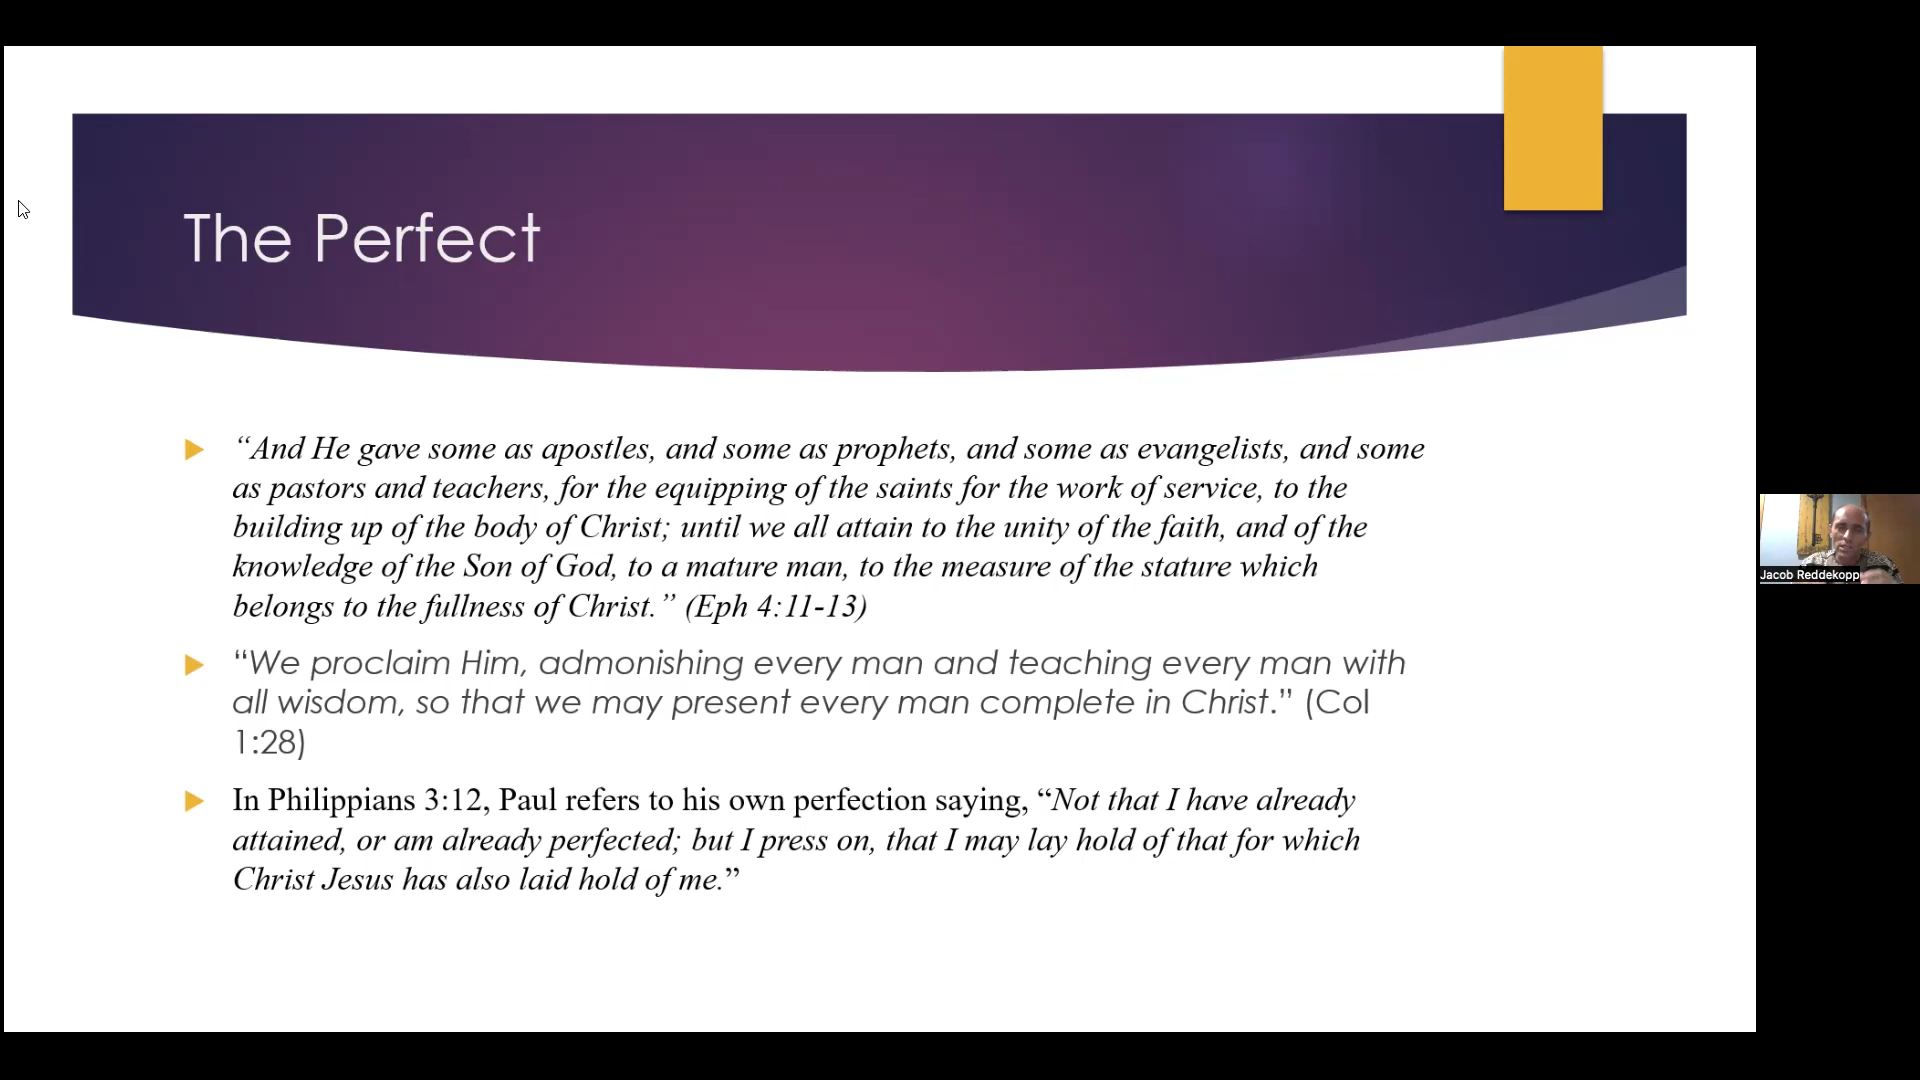 The Perfect
“And He gave some as apostles, and some as prophets, and some as evangelists, and some
as pastors and teachers, for the equipping of the saints for the work of service, to the
building up of the body of Christ; until we all attain to the unity of the faith, and of the
knowledge of the Son of God, to a mature man, to the measure of the stature which
belongs to the fullness of Christ.” (Eph 4:11-13)
“We proclaim Him, admonishing every man and teaching every man with
all wisdom, so that we may present every man complete in Christ.” (Col
1:28)
In Philippians 3:12, Paul refers to his own perfection saying, “Not that I have already
attained, or am already perfected; but I press on, that I may lay hold of that for which
Christ Jesus has also laid hold of me.”
Jacob Reddekopp